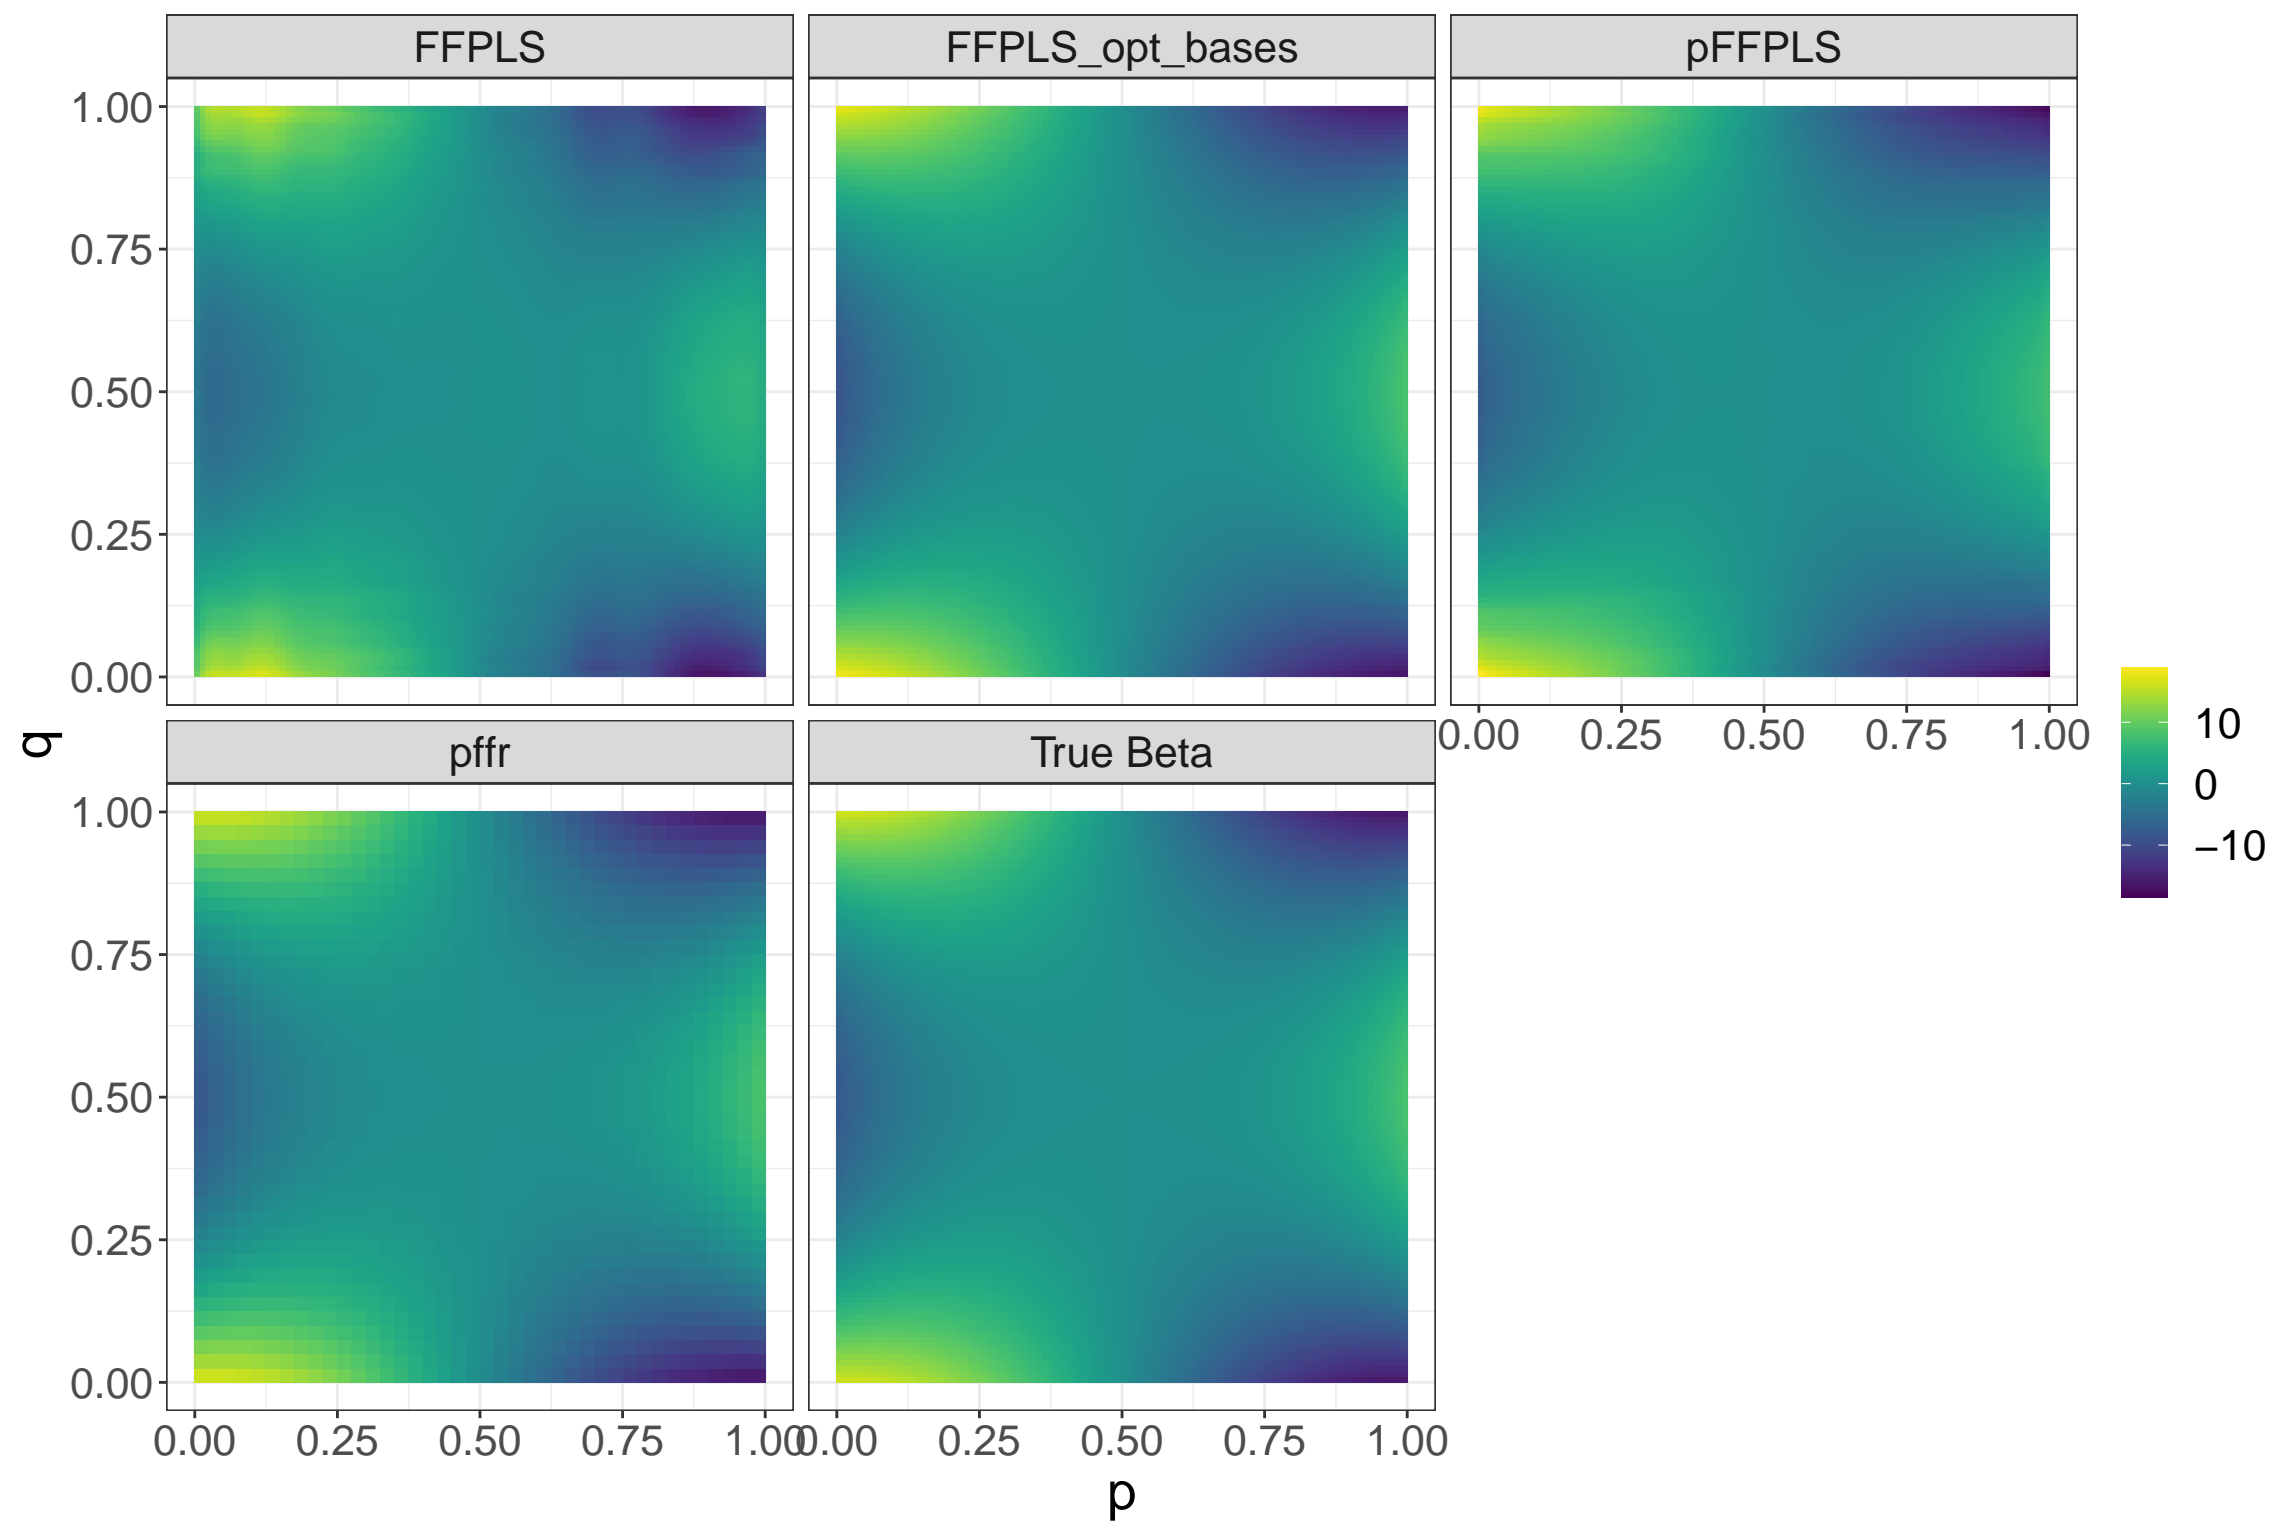 FFPLS FFPLS_opt_bases pFFPLS
1.00
0.75
0.50
0.25
0.00
0.00 0.25 0.50 0.75 1.00
q
pffr True Beta
1.00
0.75
0.50
0.25
0.00
0.00 0.25 0.50 0.75 1.00 0.00 0.25 0.50 0.75 1.00
p
10
0
−10